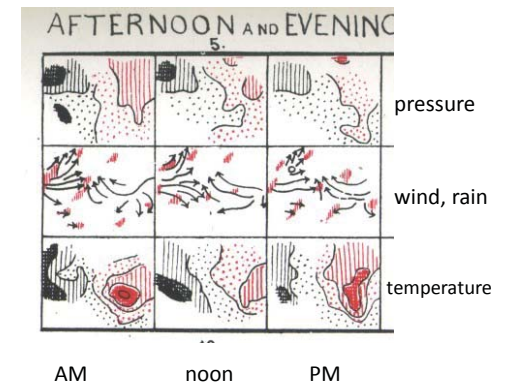 AFTERNOON AND EVENING
5.
pressure
wind, rain
temperature
AM noon PM